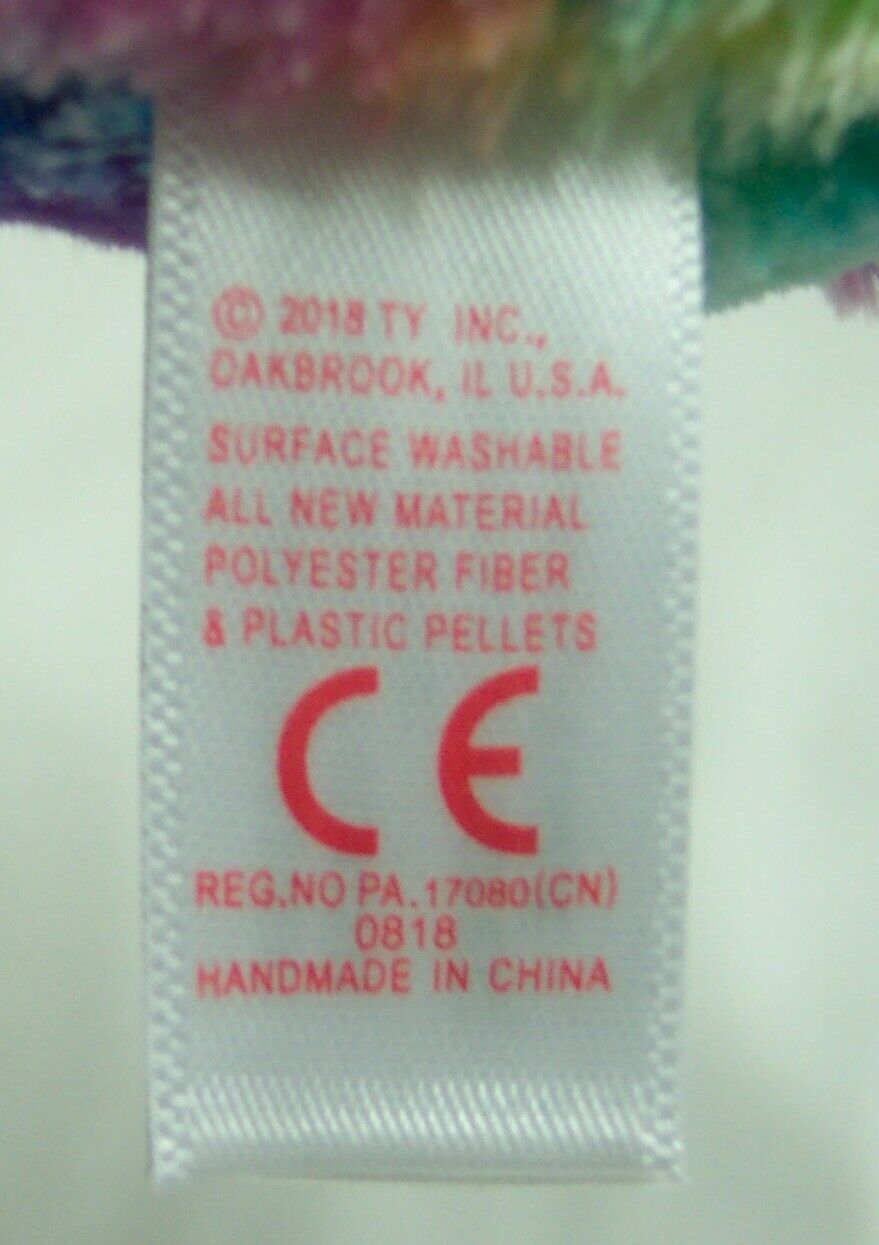 © 2018 TY INC.,
OAKBROOK, IL U.S.A.
SURFACE WASHABLE
ALL NEW MATERIAL
POLYESTER FIBER
& PLASTIC PELLETS
CE
REG.NO PA.17080(CN)
0818
HANDMADE IN CHINA